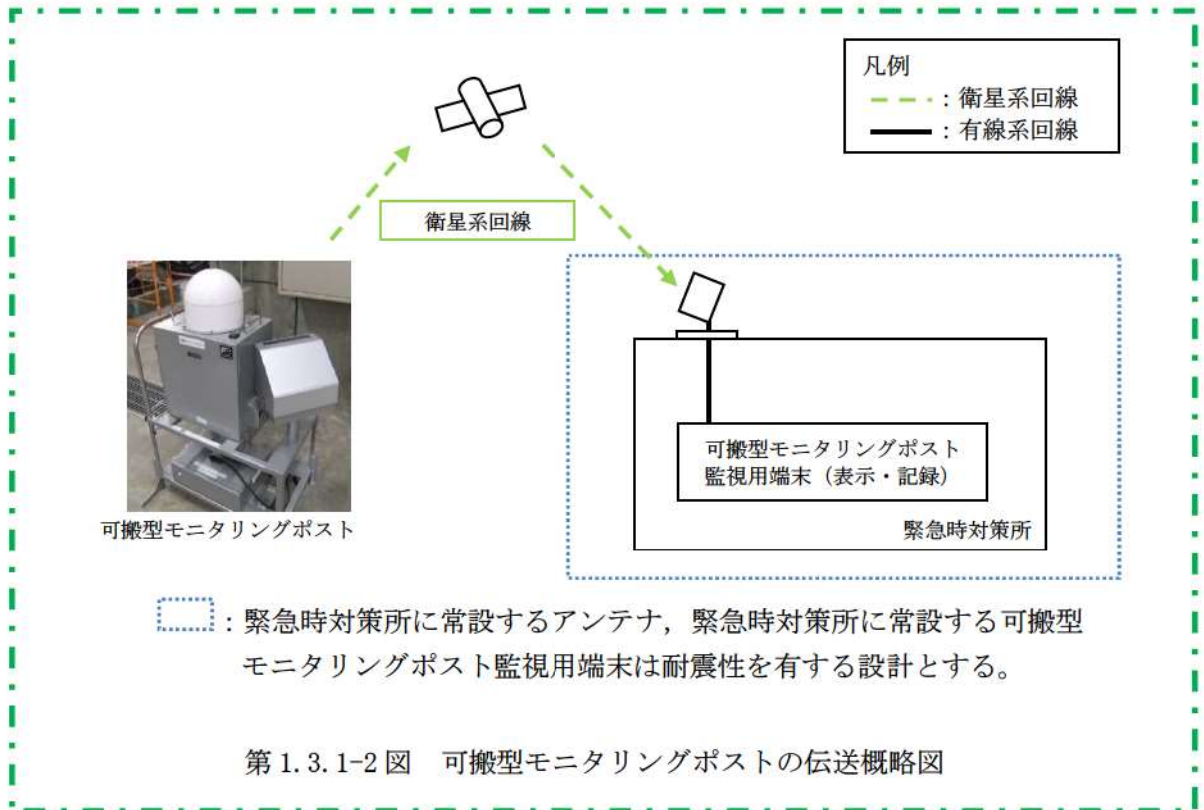 凡例
：衛星系回線
：有線系回線
衛星系回線
可搬型モニタリングポスト
監視用端末（表示・記録）
緊急時対策所
可搬型モニタリングポスト
：緊急時対策所に常設するアンテナ，緊急時対策所に常設する可搬型
モニタリングポスト監視用端末は耐震性を有する設計とする。
第1.3.1-2図　可搬型モニタリングポストの伝送概略図